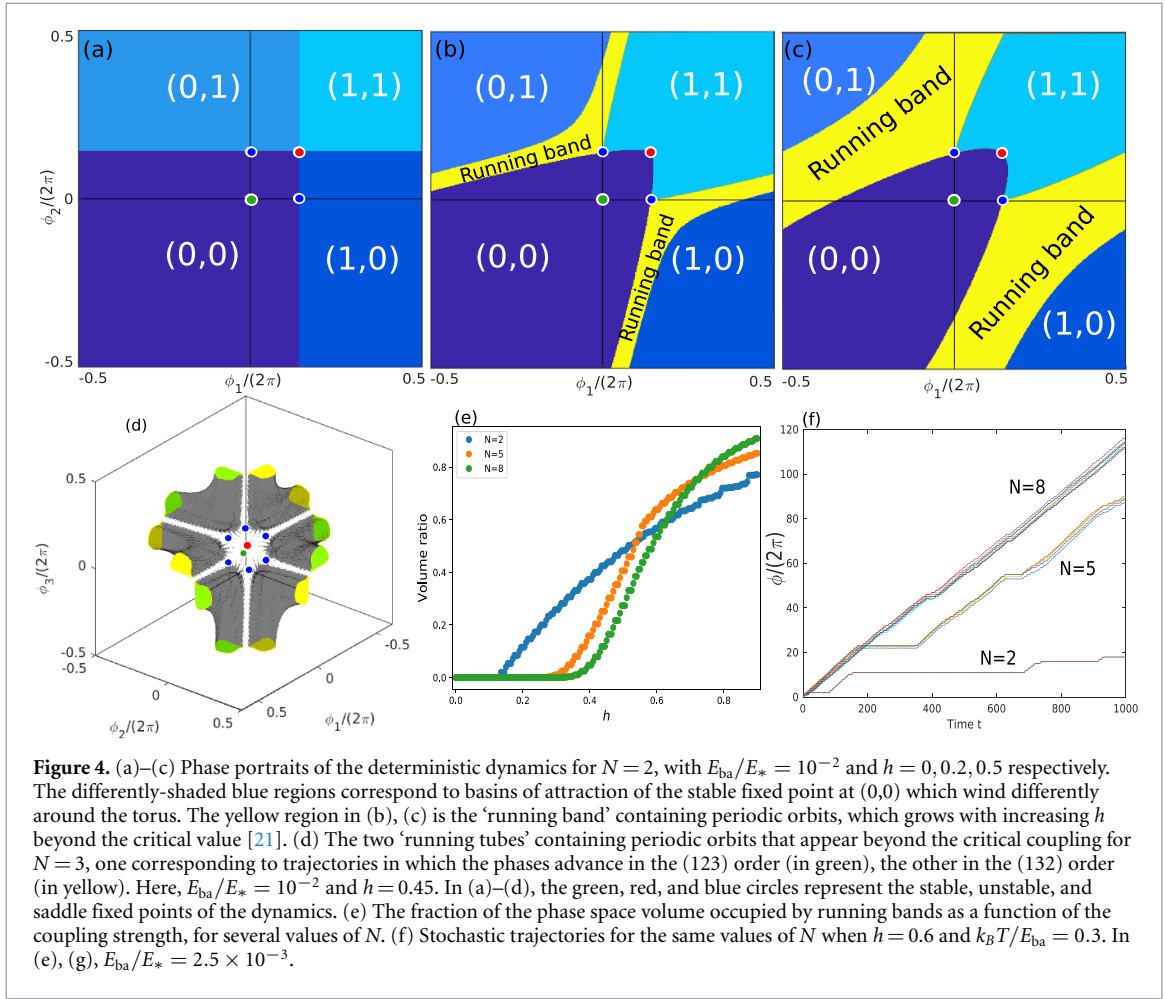 (a)
(0,1)
(1,1)
(0,0)
(1,0)
0.5
0
-0.5
ϕ₂/(2π)
-0.5
ϕ₁/(2π)
0.5
(b)
(0,1)
(1,1)
Running band
(0,0)
(1,0)
Running band
-0.5
ϕ₁/(2π)
0.5
(c)
(0,1)
(1,1)
Running band
(0,0)
Running band
(1,0)
-0.5
ϕ₁/(2π)
0.5
(d)
0.5
0
-0.5
ϕ₃/(2π)
-0.5
0
0.5
ϕ₂/(2π)
0.5
0
-0.5
ϕ₁/(2π)
(e)
N=2
N=5
N=8
Volume ratio
0.8
0.6
0.4
0.2
0.0
0.0 0.2 0.4 0.6 0.8
h
(f)
120
100
80
60
40
20
0
ϕ/(2π)
N=8
N=5
N=2
0 200 400 600 800 1000
Time t
Figure 4. (a)–(c) Phase portraits of the deterministic dynamics for N = 2, with E_ba/E_* = 10⁻² and h = 0, 0.2, 0.5 respectively.
The differently-shaded blue regions correspond to basins of attraction of the stable fixed point at (0,0) which wind differently
around the torus. The yellow region in (b), (c) is the ‘running band’ containing periodic orbits, which grows with increasing h
beyond the critical value [21]. (d) The two ‘running tubes’ containing periodic orbits that appear beyond the critical coupling for
N = 3, one corresponding to trajectories in which the phases advance in the (123) order (in green), the other in the (132) order
(in yellow). Here, E_ba/E_* = 10⁻² and h = 0.45. In (a)–(d), the green, red, and blue circles represent the stable, unstable, and
saddle fixed points of the dynamics. (e) The fraction of the phase space volume occupied by running bands as a function of the
coupling strength, for several values of N. (f) Stochastic trajectories for the same values of N when h = 0.6 and k_BT/E_ba = 0.3. In
(e), (g), E_ba/E_* = 2.5 × 10⁻³.